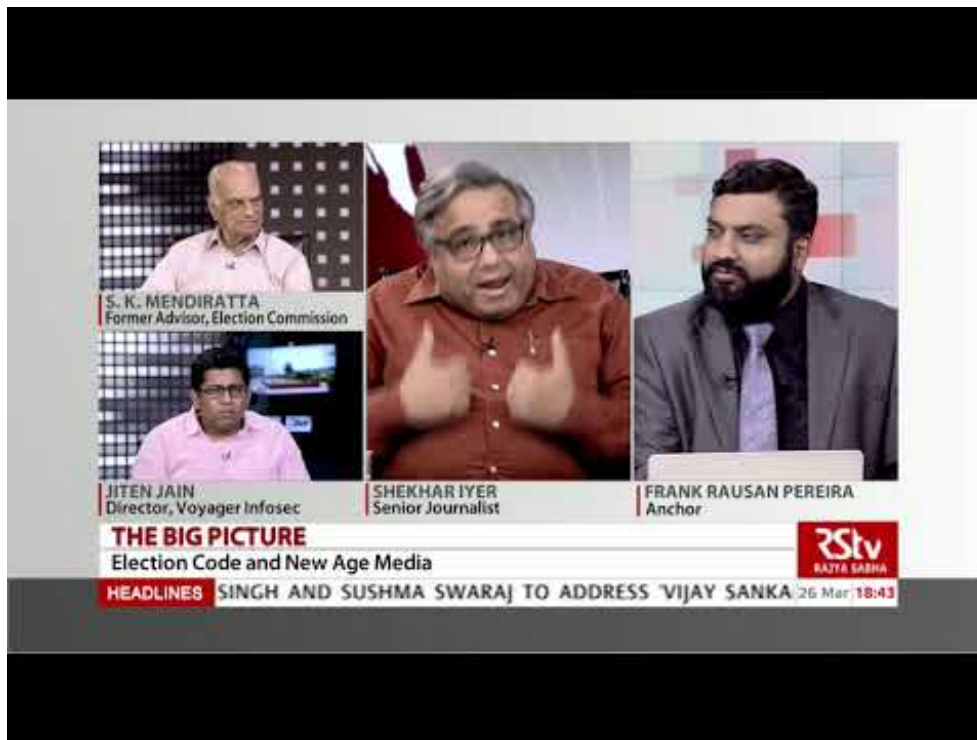 S. K. MENDIRATTA
Former Advisor, Election Commission
JITEN JAIN
Director, Voyager Infosec
SHEKHAR IYER
Senior Journalist
FRANK RAUSAN PEREIRA
Anchor
THE BIG PICTURE
Election Code and New Age Media
RStv
RAJYA SABHA
HEADLINES SINGH AND SUSHMA SWARAJ TO ADDRESS 'VIJAY SANKA 26 Mar 18:43